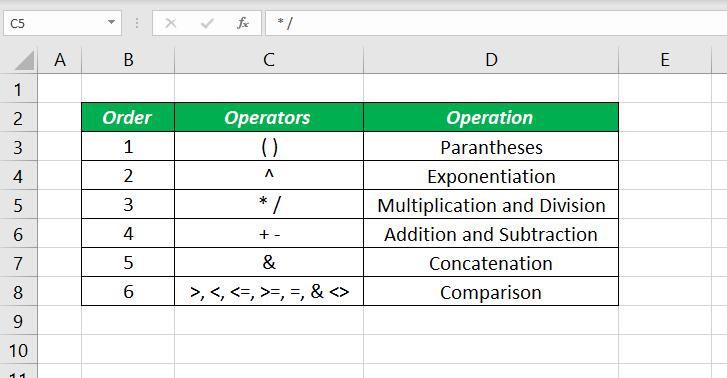 C5 fx * /
A B C D E
1
2 Order Operators Operation
3 1 ( ) Parantheses
4 2 ^ Exponentiation
5 3 * / Multiplication and Division
6 4 + - Addition and Subtraction
7 5 & Concatenation
8 6 >, <, <=, >=, =, & <> Comparison
9
10
11